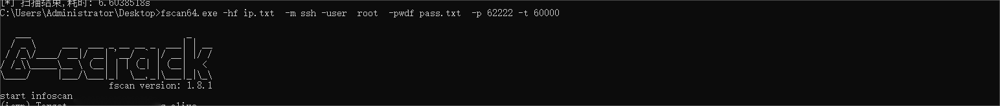 [*] 扫描结束,耗时: 6.6038518s
C:\Users\Administrator\Desktop>fscan64.exe -hf ip.txt  -m ssh -user  root  -pwdf pass.txt  -p 62222 -t 60000
fscan version: 1.8.1
start infoscan
(icmp) Target is alive